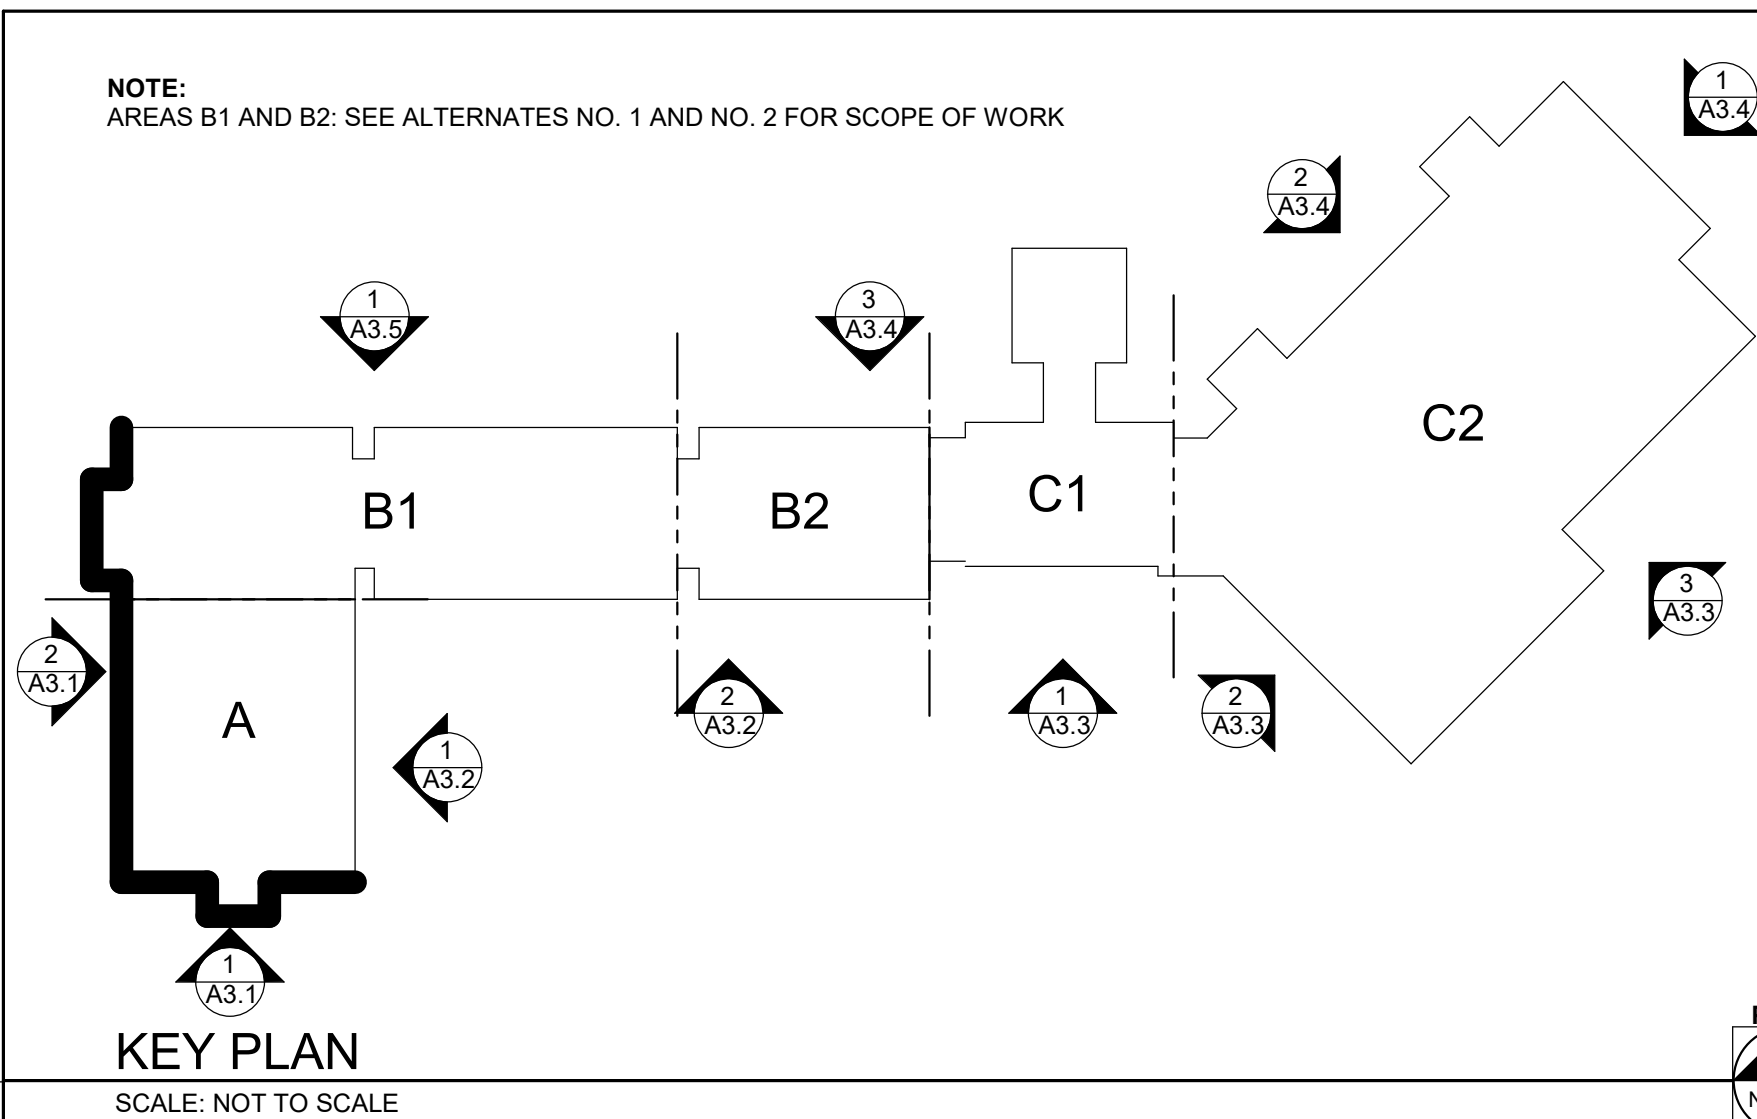 NOTE:
AREAS B1 AND B2: SEE ALTERNATES NO. 1 AND NO. 2 FOR SCOPE OF WORK
1
A3.4
2
A3.4
1
A3.5
3
A3.4
C2
B1
B2
C1
2
A3.1
A
1
A3.2
2
A3.2
1
A3.3
2
A3.3
3
A3.3
1
A3.1
KEY PLAN
SCALE: NOT TO SCALE